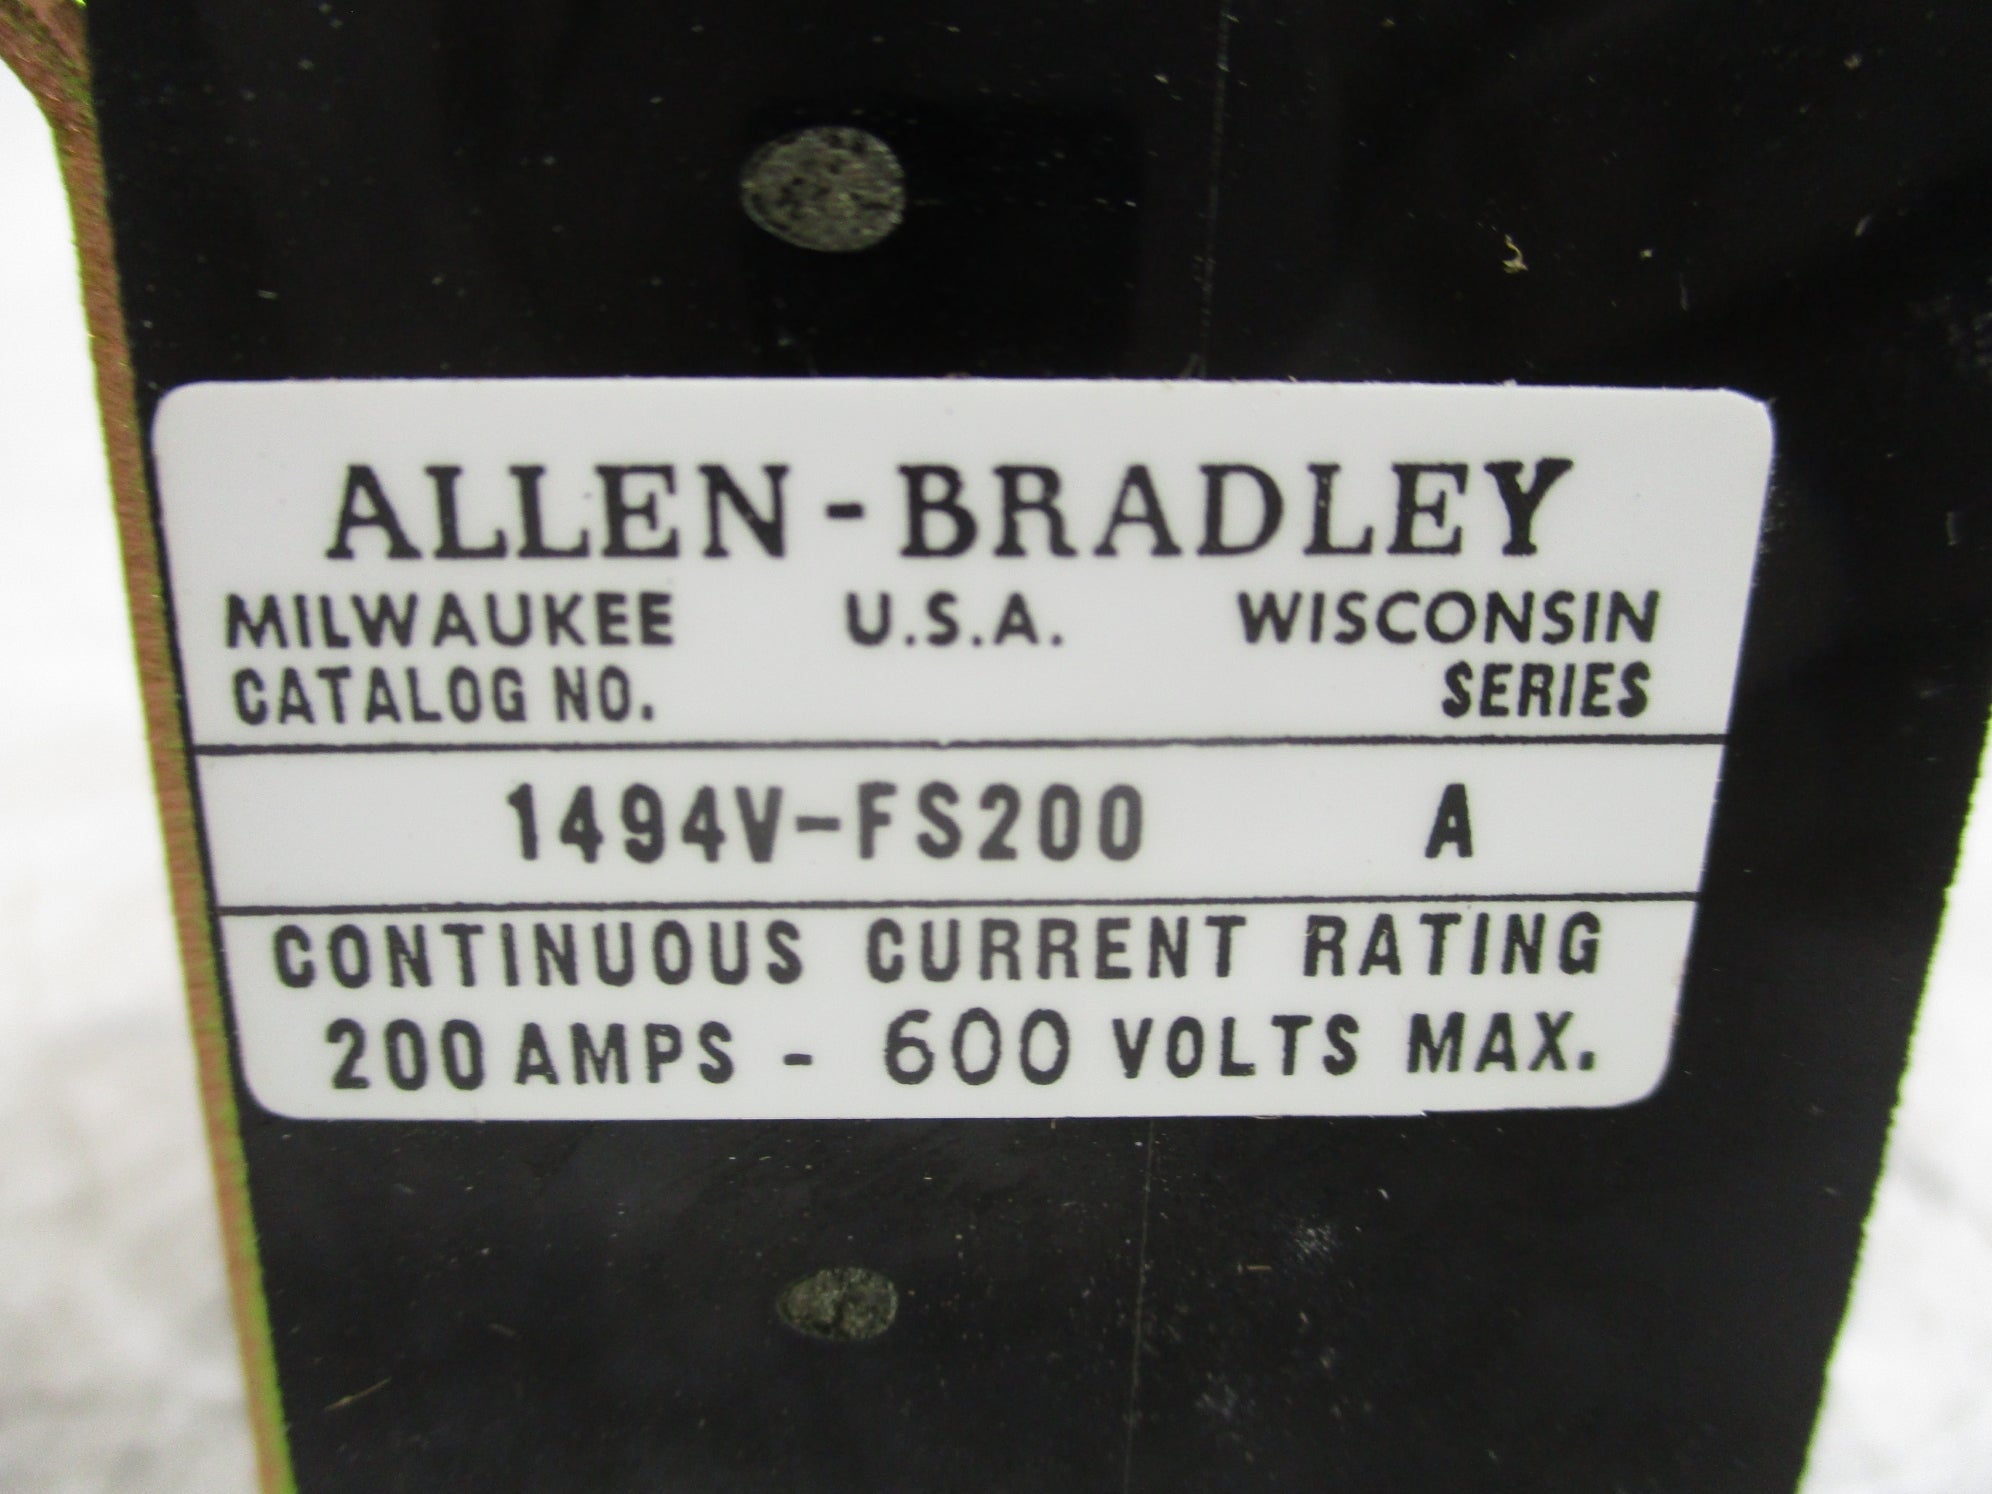 ALLEN-BRADLEY
MILWAUKEE U.S.A. WISCONSIN
CATALOG NO. SERIES
1494V-FS200 A
CONTINUOUS CURRENT RATING
200 AMPS - 600 VOLTS MAX.